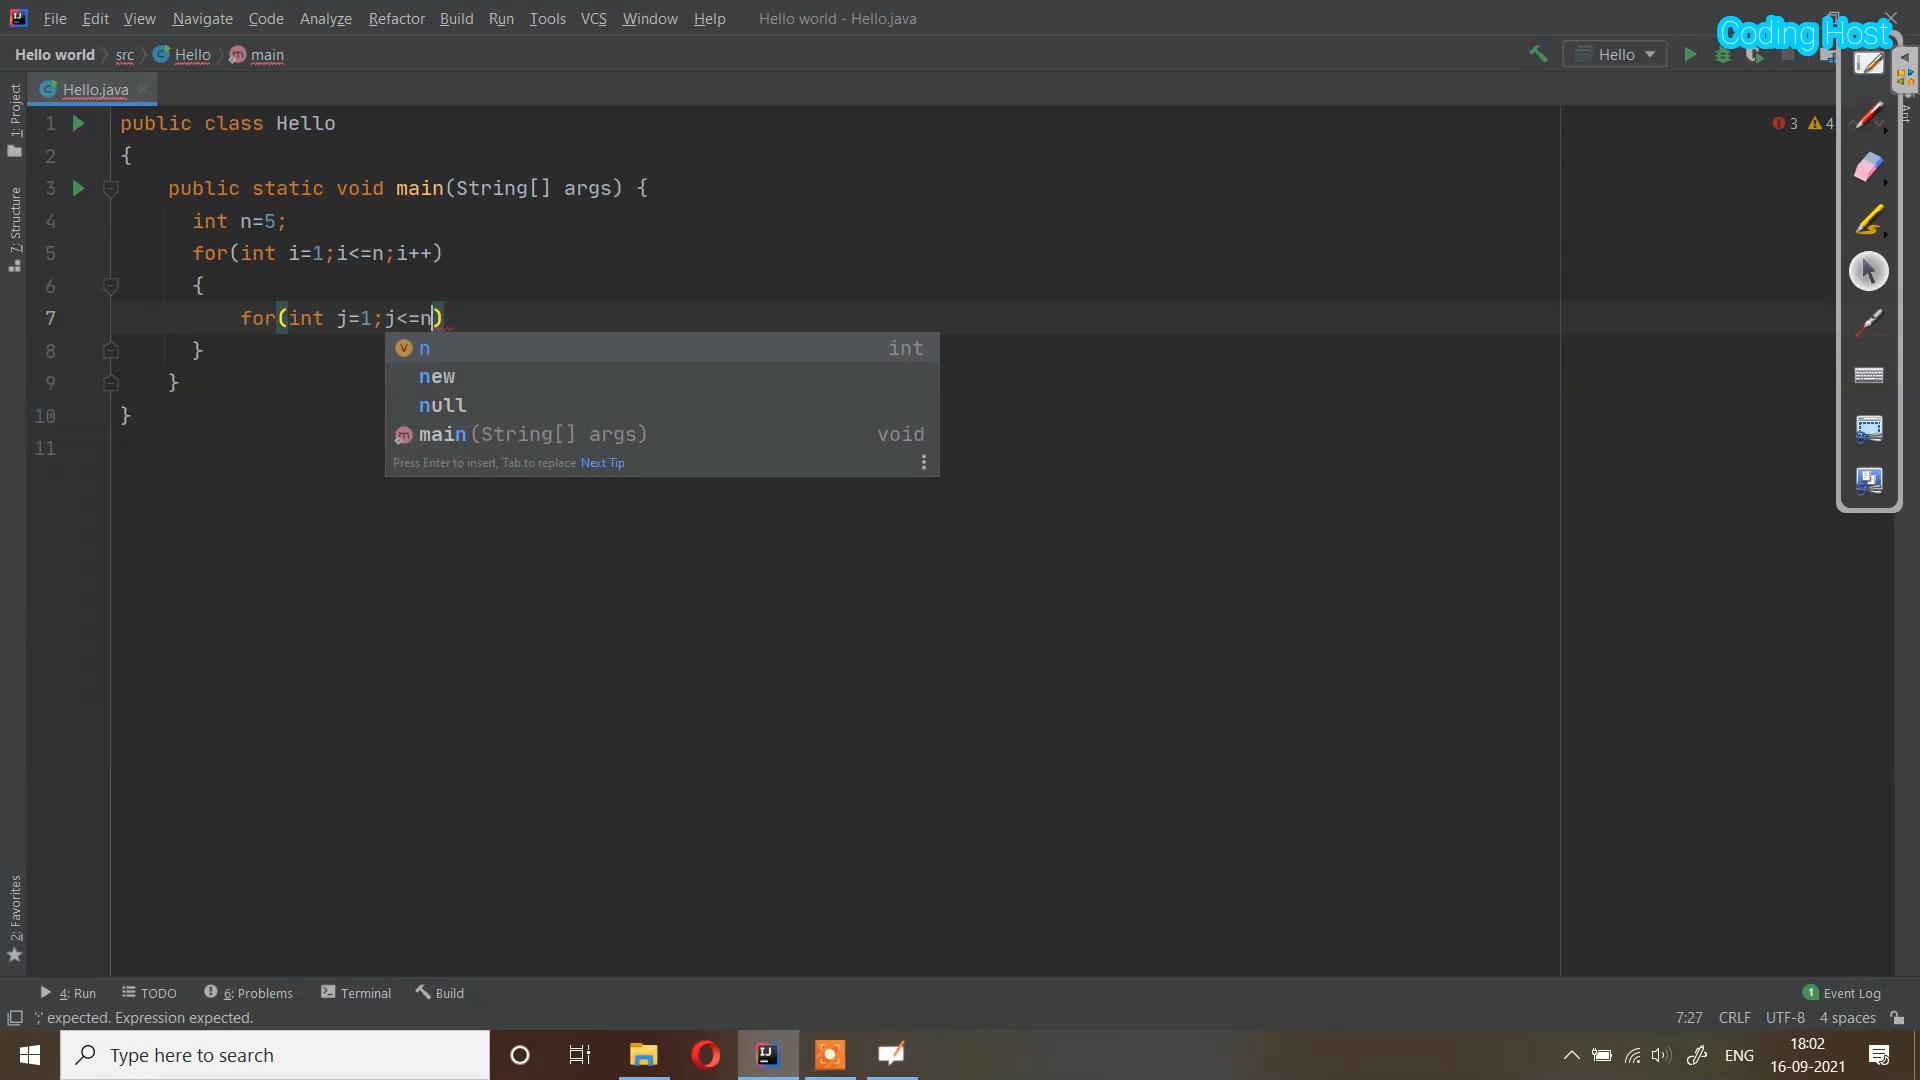 File Edit View Navigate Code Analyze Refactor Build Run Tools VCS Window Help Hello world - Hello.java
Coding Host
Hello world src Hello main Hello
Hello.java
1: Project
7: Structure
2: Favorites
Ant
1 public class Hello
3 4
2 {
3 public static void main(String[] args) {
4 int n=5;
5 for(int i=1;i<=n;i++)
6 {
7 for(int j=1;j<=n)
8 }
9 }
10 }
11
n int
new
null
main(String[] args) void
Press Enter to insert, Tab to replace Next Tip
4: Run TODO 6: Problems Terminal Build 1 Event Log
';' expected. Expression expected. 7:27 CRLF UTF-8 4 spaces
Type here to search ENG 18:02
16-09-2021